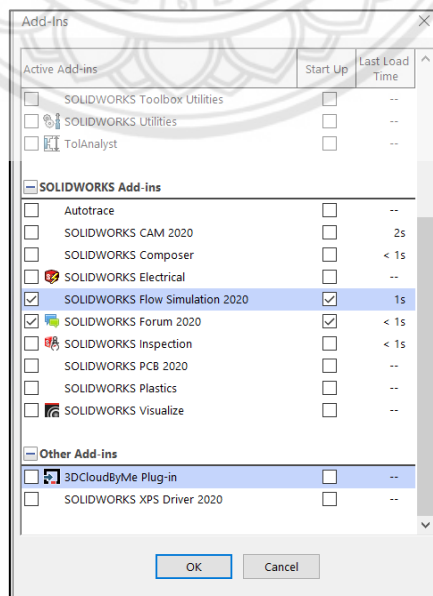 Add-Ins
Active Add-ins Start Up Last Load Time
SOLIDWORKS Toolbox Utilities --
SOLIDWORKS Utilities --
TolAnalyst --
SOLIDWORKS Add-ins
Autotrace --
SOLIDWORKS CAM 2020 2s
SOLIDWORKS Composer < 1s
SOLIDWORKS Electrical --
SOLIDWORKS Flow Simulation 2020 1s
SOLIDWORKS Forum 2020 < 1s
SOLIDWORKS Inspection < 1s
SOLIDWORKS PCB 2020 --
SOLIDWORKS Plastics --
SOLIDWORKS Visualize --
Other Add-ins
3DCloudByMe Plug-in --
SOLIDWORKS XPS Driver 2020 --
OK Cancel